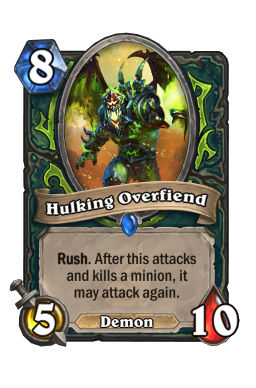 8
Hulking Overfiend
Rush. After this attacks
and kills a minion, it
may attack again.
5
Demon
10